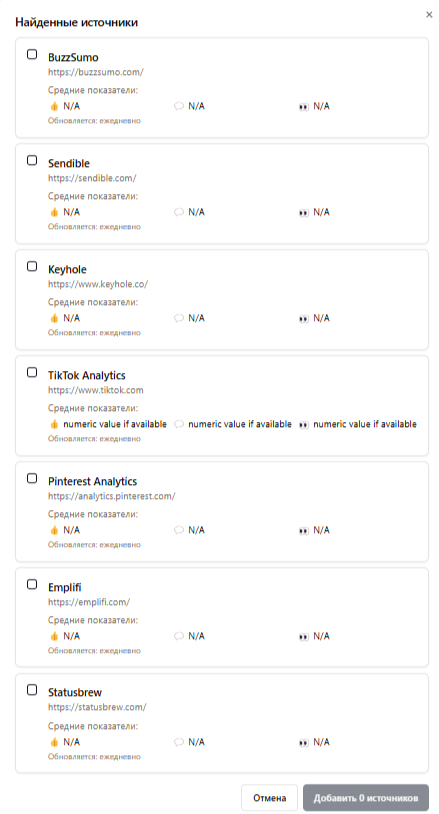 Найденные источники
BuzzSumo
https://buzzsumo.com/
Средние показатели:
👍 N/A 💬 N/A 👀 N/A
Обновляется: ежедневно
Sendible
https://sendible.com/
Средние показатели:
👍 N/A 💬 N/A 👀 N/A
Обновляется: ежедневно
Keyhole
https://www.keyhole.co/
Средние показатели:
👍 N/A 💬 N/A 👀 N/A
Обновляется: ежедневно
TikTok Analytics
https://www.tiktok.com
Средние показатели:
👍 numeric value if available 💬 numeric value if available 👀 numeric value if available
Обновляется: ежедневно
Pinterest Analytics
https://analytics.pinterest.com/
Средние показатели:
👍 N/A 💬 N/A 👀 N/A
Обновляется: ежедневно
Emplifi
https://emplifi.com/
Средние показатели:
👍 N/A 💬 N/A 👀 N/A
Обновляется: ежедневно
Statusbrew
https://statusbrew.com/
Средние показатели:
👍 N/A 💬 N/A 👀 N/A
Обновляется: ежедневно
Отмена Добавить 0 источников